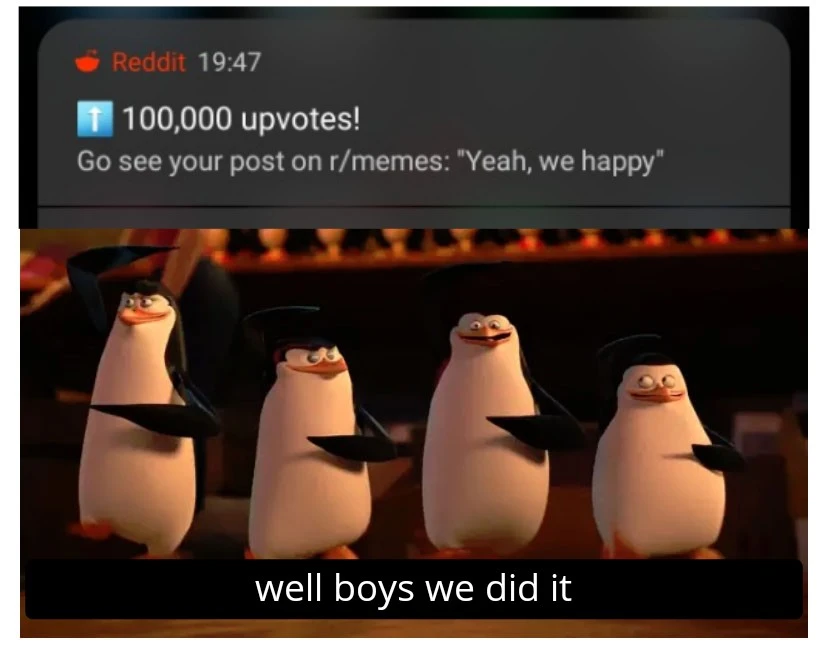 Reddit 19:47
⬆️ 100,000 upvotes!
Go see your post on r/memes: "Yeah, we happy"
well boys we did it